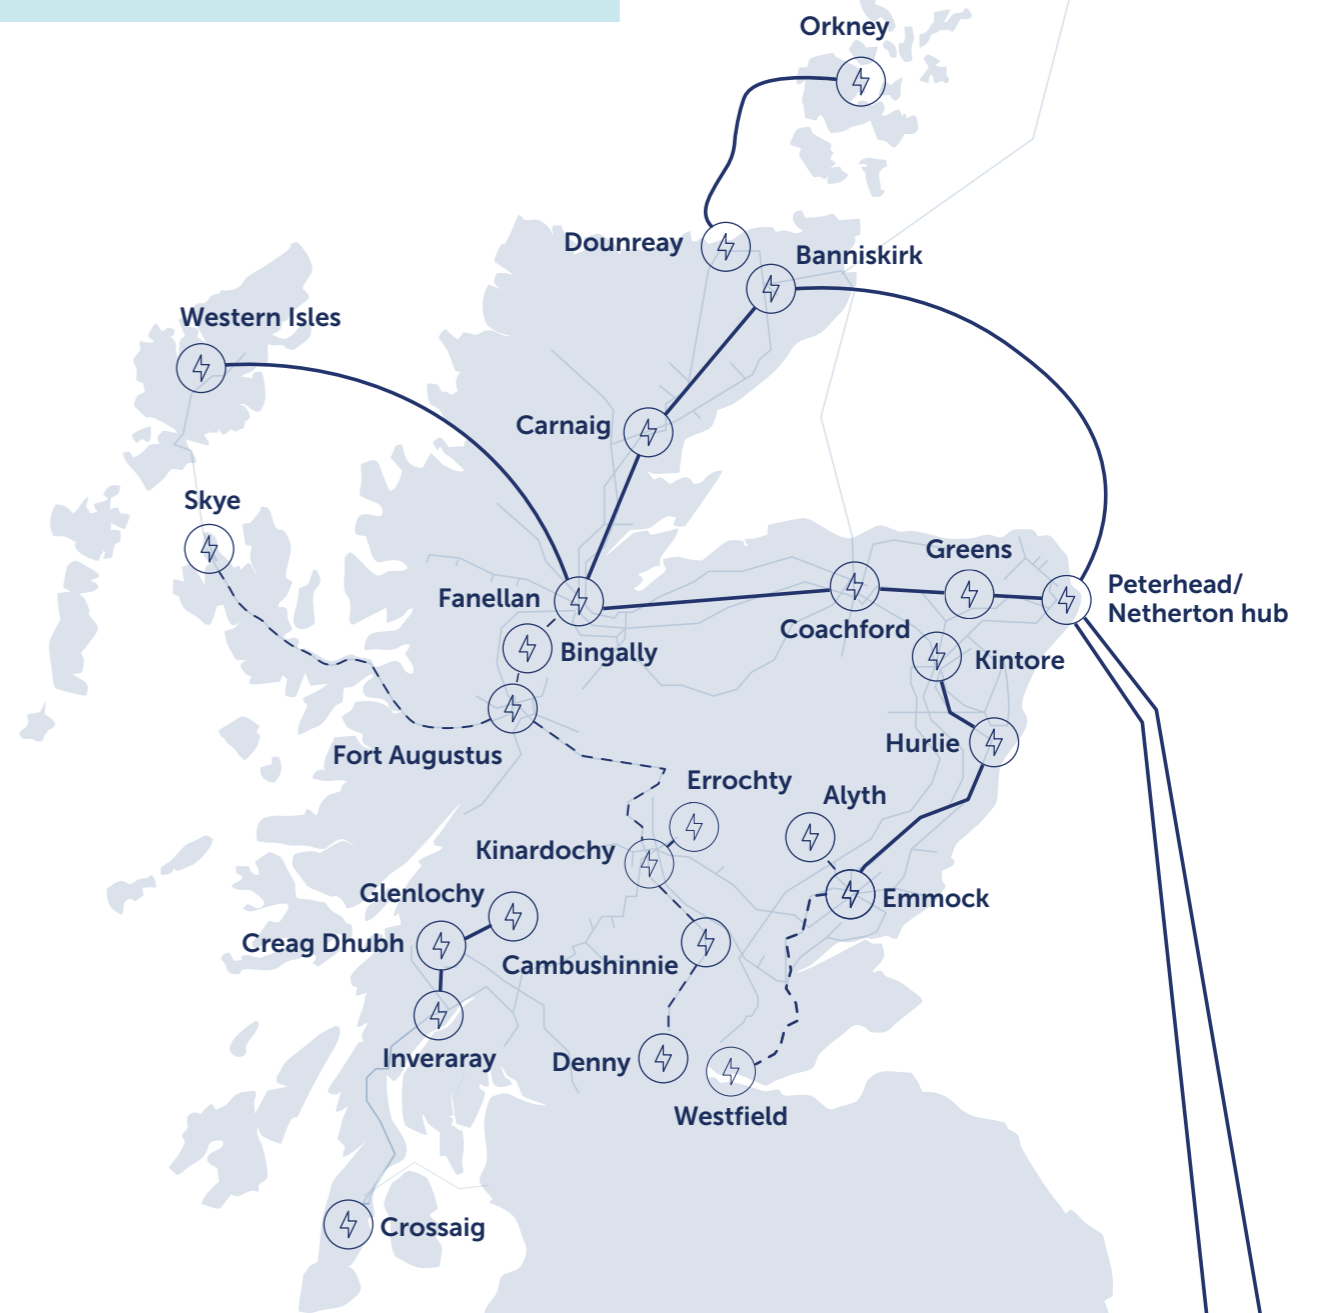 Orkney
Dounreay
Banniskirk
Western Isles
Carnaig
Skye
Greens
Fanellan
Peterhead/
Netherton hub
Coachford
Bingally
Kintore
Hurlie
Fort Augustus
Errochty
Alyth
Kinardochy
Glenlochy
Emmock
Creag Dhubh
Cambushinnie
Inveraray
Denny
Westfield
Crossaig